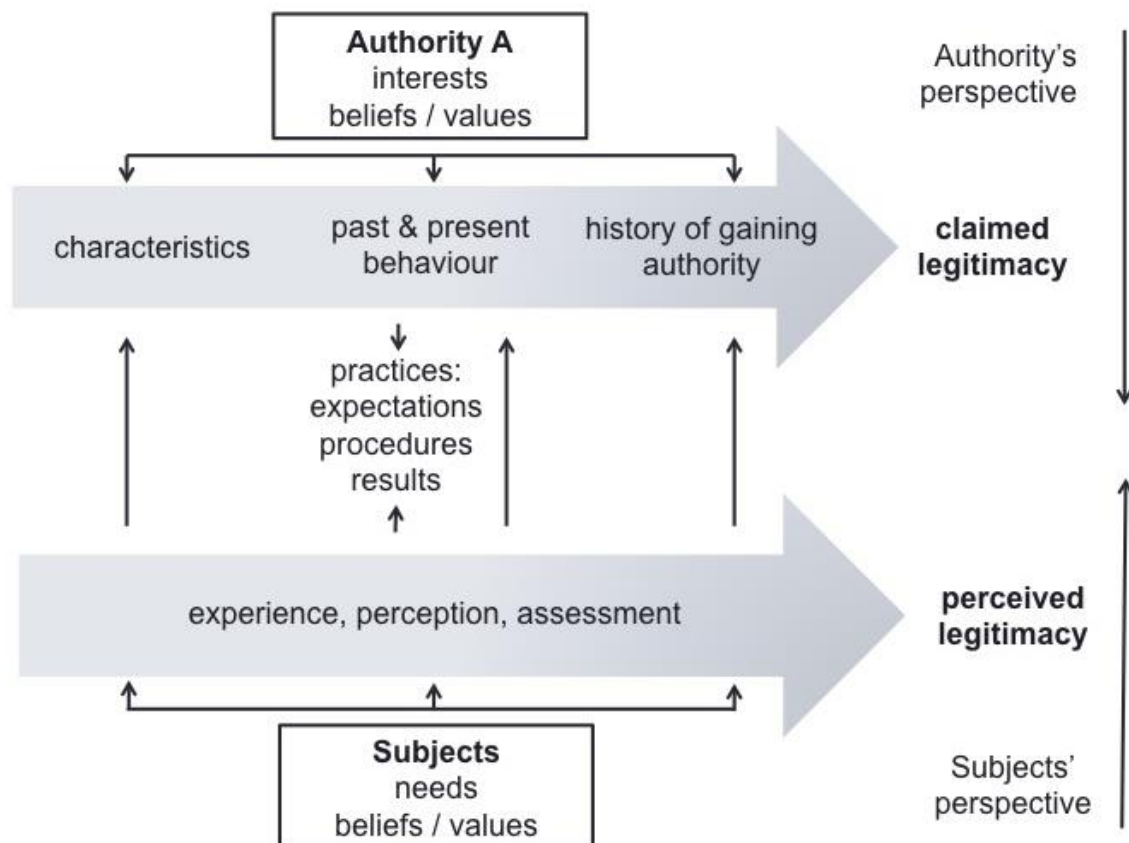 Authority A
interests
beliefs / values
Authority's
perspective
characteristics
past & present
behaviour
history of gaining
authority
claimed
legitimacy
practices:
expectations
procedures
results
experience, perception, assessment
perceived
legitimacy
Subjects
needs
beliefs / values
Subjects'
perspective